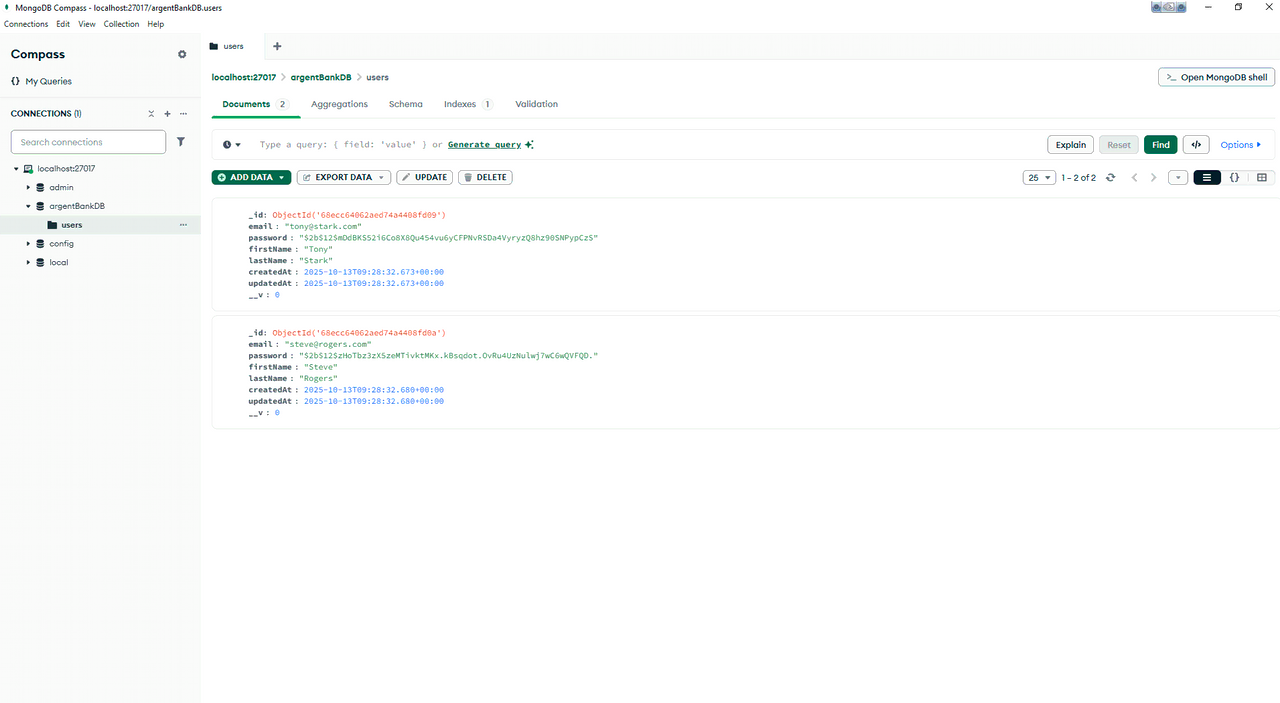 MongoDB Compass - localhost:27017/argentBankDB.users
Connections Edit View Collection Help
Compass
My Queries
CONNECTIONS (1)
Search connections
localhost:27017
admin
argentBankDB
users
config
local
users
localhost:27017 > argentBankDB > users
Open MongoDB shell
Documents 2 Aggregations Schema Indexes 1 Validation
Type a query: { field: 'value' } or Generate query
Explain Reset Find </> Options
ADD DATA EXPORT DATA UPDATE DELETE
25 1 – 2 of 2 {}
_id: ObjectId('68ecc64062aed74a4408fd09')
email : "tony@stark.com"
password : "$2b$12$mDdBKS52i6Co8X8Qu454vu6yCFPNvRSDa4VyryzQ8hz90SNPypCzS"
firstName : "Tony"
lastName : "Stark"
createdAt : 2025-10-13T09:28:32.673+00:00
updatedAt : 2025-10-13T09:28:32.673+00:00
__v : 0
_id: ObjectId('68ecc64062aed74a4408fd0a')
email : "steve@rogers.com"
password : "$2b$12$zHoTbz3zX5zeMTivktMKx.kBsqdot.OvRu4UzNulwj7wC6wQVFQD."
firstName : "Steve"
lastName : "Rogers"
createdAt : 2025-10-13T09:28:32.680+00:00
updatedAt : 2025-10-13T09:28:32.680+00:00
__v : 0